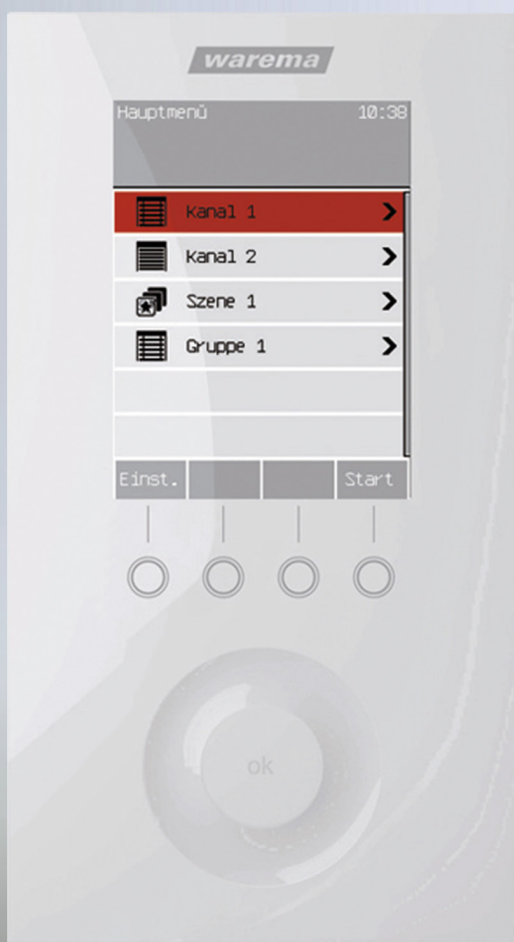 warema
Hauptmenü 10:38
Kanal 1
Kanal 2
Szene 1
Gruppe 1
Einst. Start
ok